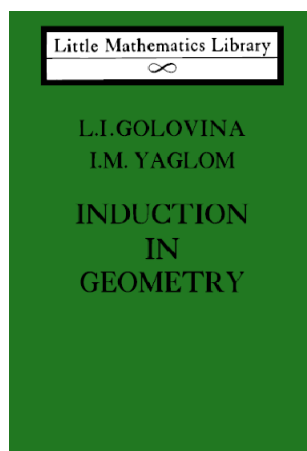 Little Mathematics Library
∞
L.I.GOLOVINA
I.M. YAGLOM
INDUCTION
IN
GEOMETRY